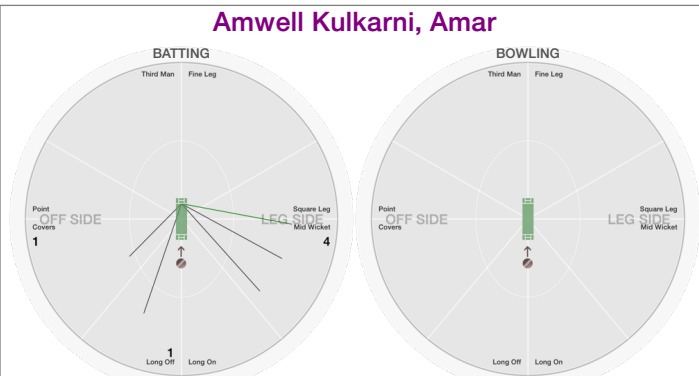 Amwell Kulkarni, Amar
BATTING
Third Man Fine Leg
Point
Covers
OFF SIDE
1
Square Leg
Mid Wicket
LEG SIDE
4
1
Long Off Long On
BOWLING
Third Man Fine Leg
Point
Covers
OFF SIDE
Square Leg
Mid Wicket
LEG SIDE
Long Off Long On